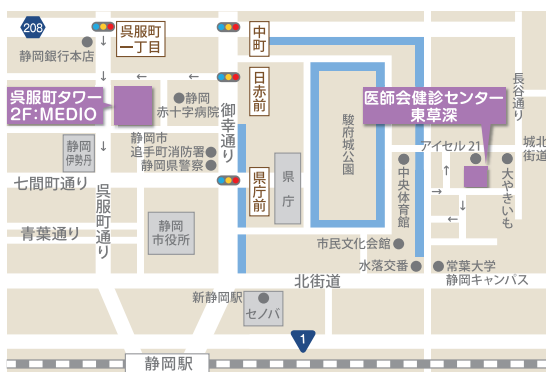 208
呉服町
一丁目
中町
静岡銀行本店
長谷通り
日赤前
呉服町タワー
2F:MEDIO
静岡
赤十字病院
御幸通り
医師会健診センター
東草深
駿府城公園
アイセル21
城北
街道
静岡
伊勢丹
静岡市
追手町消防署
静岡県警察
県庁前
県庁
中央体育館
大やきいも
七間町通り
呉服町通り
青葉通り
静岡
市役所
市民文化会館
水落交番
常葉大学
静岡キャンパス
北街道
新静岡駅
セノバ
1
静岡駅